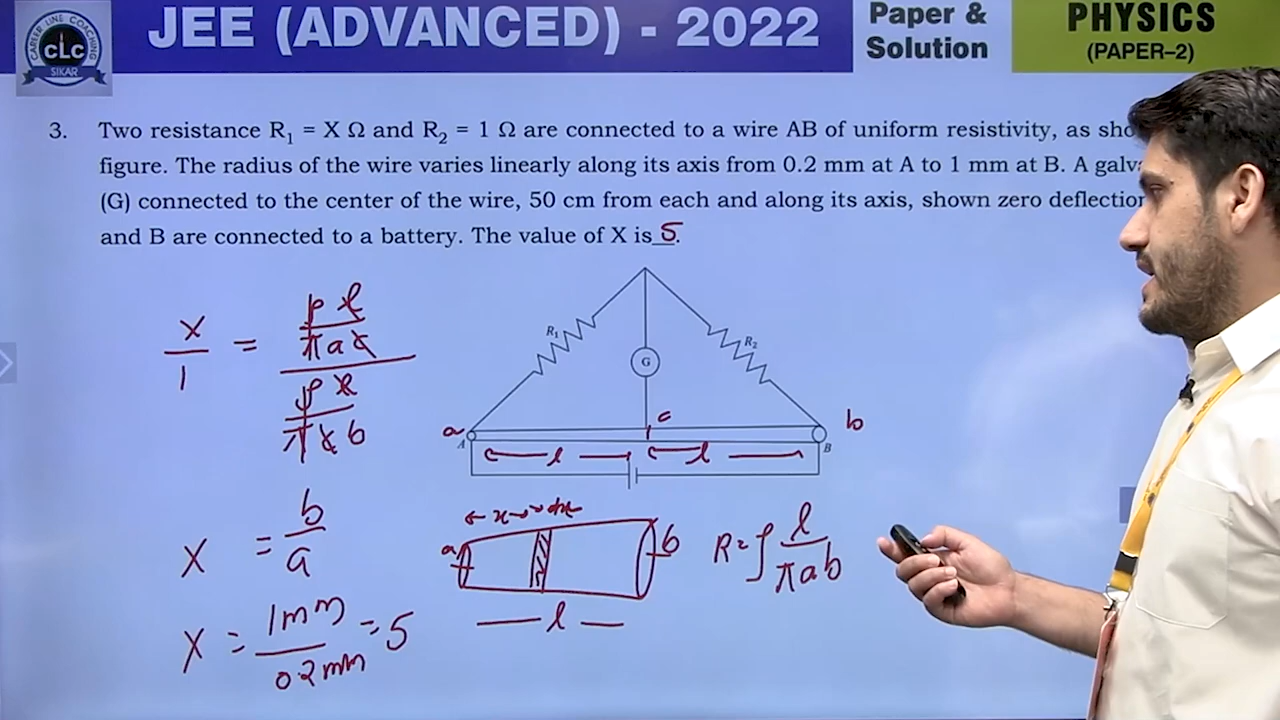 CAREER LINE COACHING
CLC
SIKAR
JEE (ADVANCED) - 2022
Paper &
Solution
PHYSICS
(PAPER–2)
3. Two resistance R₁ = X Ω and R₂ = 1 Ω are connected to a wire AB of uniform resistivity, as sho
figure. The radius of the wire varies linearly along its axis from 0.2 mm at A to 1 mm at B. A galv
(G) connected to the center of the wire, 50 cm from each and along its axis, shown zero deflection
and B are connected to a battery. The value of X is 5.
x/1 = (ρl/πac)/(ρl/πcb)
R₁
R₂
G
a
c
b
A
B
l
l
x = b/a
x
dx
a
b
l
R = ρ l/πab
x = 1mm/0.2mm = 5